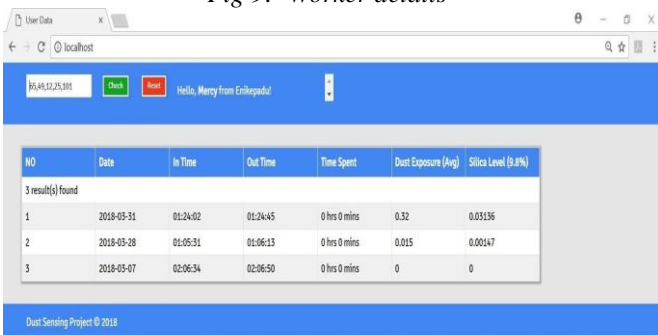 Fig 9: Worker details
User Data
localhost
65,49,12,25,101 Check Reset Hello, Mercy from Enikepadu!
NO Date In Time Out Time Time Spent Dust Exposure (Avg) Silica Level (9.8%)
3 result(s) found
1 2018-03-31 01:24:02 01:24:45 0 hrs 0 mins 0.32 0.03136
2 2018-03-28 01:05:31 01:06:13 0 hrs 0 mins 0.015 0.00147
3 2018-03-07 02:06:34 02:06:50 0 hrs 0 mins 0 0
Dust Sensing Project © 2018